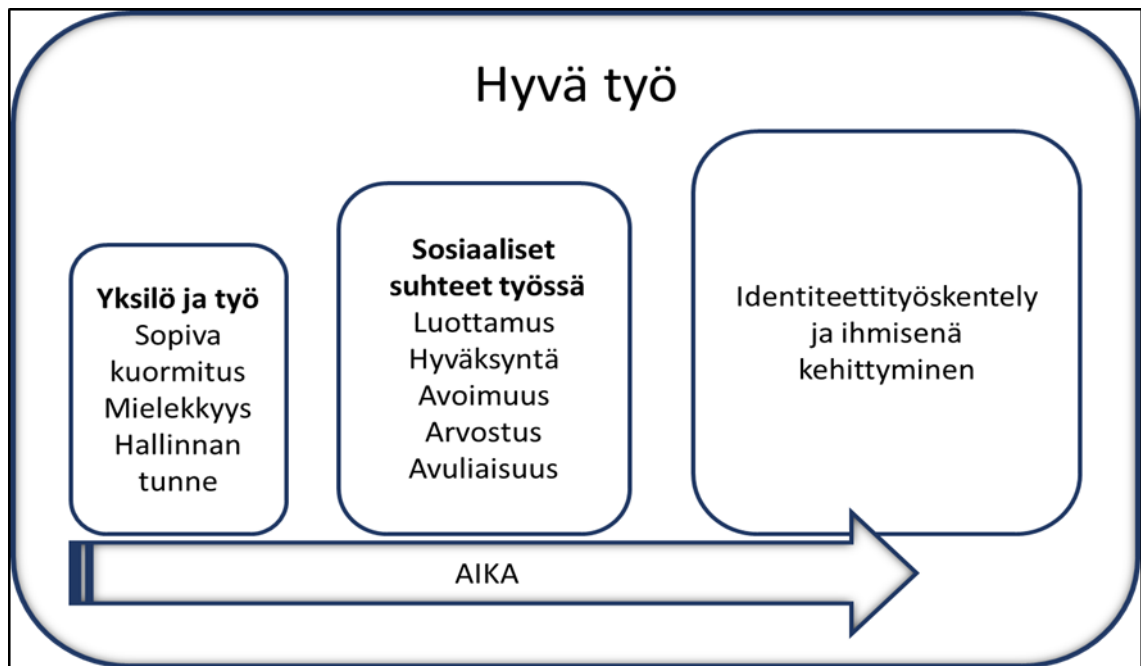 Hyvä työ
Yksilö ja työ
Sopiva
kuormitus
Mielekkyys
Hallinnan
tunne
Sosiaaliset
suhteet työssä
Luottamus
Hyväksyntä
Avoimuus
Arvostus
Avuliaisuus
Identiteettityöskentely
ja ihmisenä
kehittyminen
AIKA